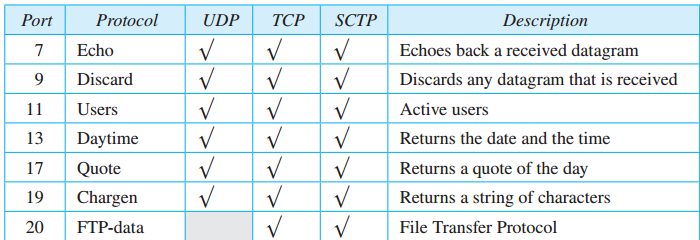 Port Protocol UDP TCP SCTP Description
7 Echo √ √ √ Echoes back a received datagram
9 Discard √ √ √ Discards any datagram that is received
11 Users √ √ √ Active users
13 Daytime √ √ √ Returns the date and the time
17 Quote √ √ √ Returns a quote of the day
19 Chargen √ √ √ Returns a string of characters
20 FTP-data √ √ File Transfer Protocol